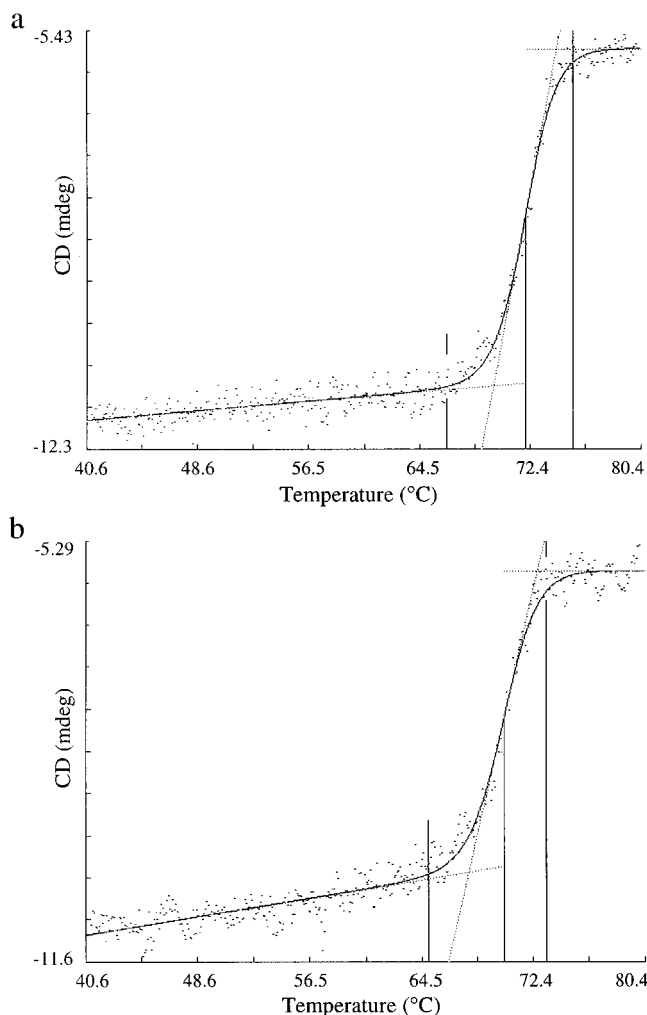 a
-5.43
CD (mdeg)
-12.3
40.6 48.6 56.5 64.5 72.4 80.4
Temperature (°C)
b
-5.29
CD (mdeg)
-11.6
40.6 48.6 56.5 64.5 72.4 80.4
Temperature (°C)